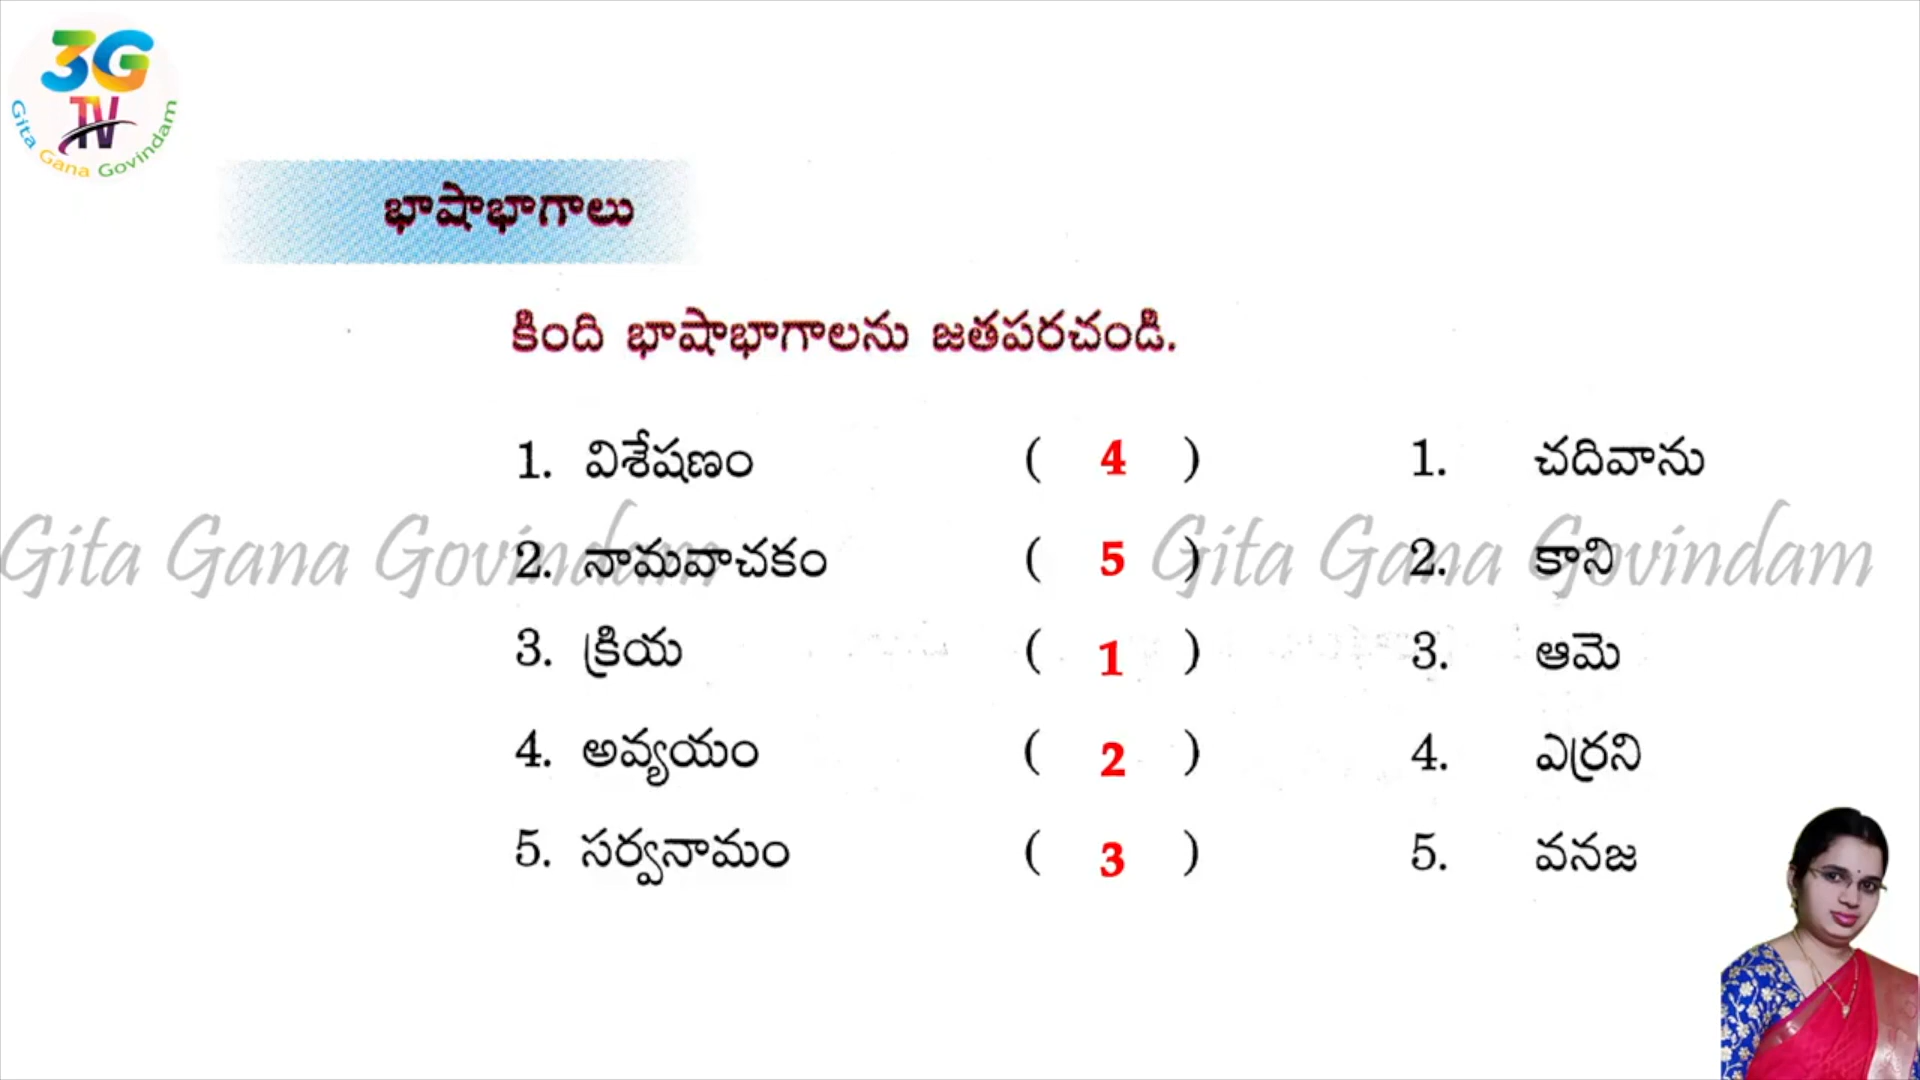 3G
TV
Gita Gana Govindam
భాషాభాగాలు
కింది భాషాభాగాలను జతపరచండి.
1. విశేషణం ( 4 ) 1. చదివాను
Gita Gana Govindam Gita Gana Govindam
2. నామవాచకం ( 5 ) 2. కాని
3. క్రియ ( 1 ) 3. ఆమె
4. అవ్యయం ( 2 ) 4. ఎర్రని
5. సర్వనామం ( 3 ) 5. వనజ